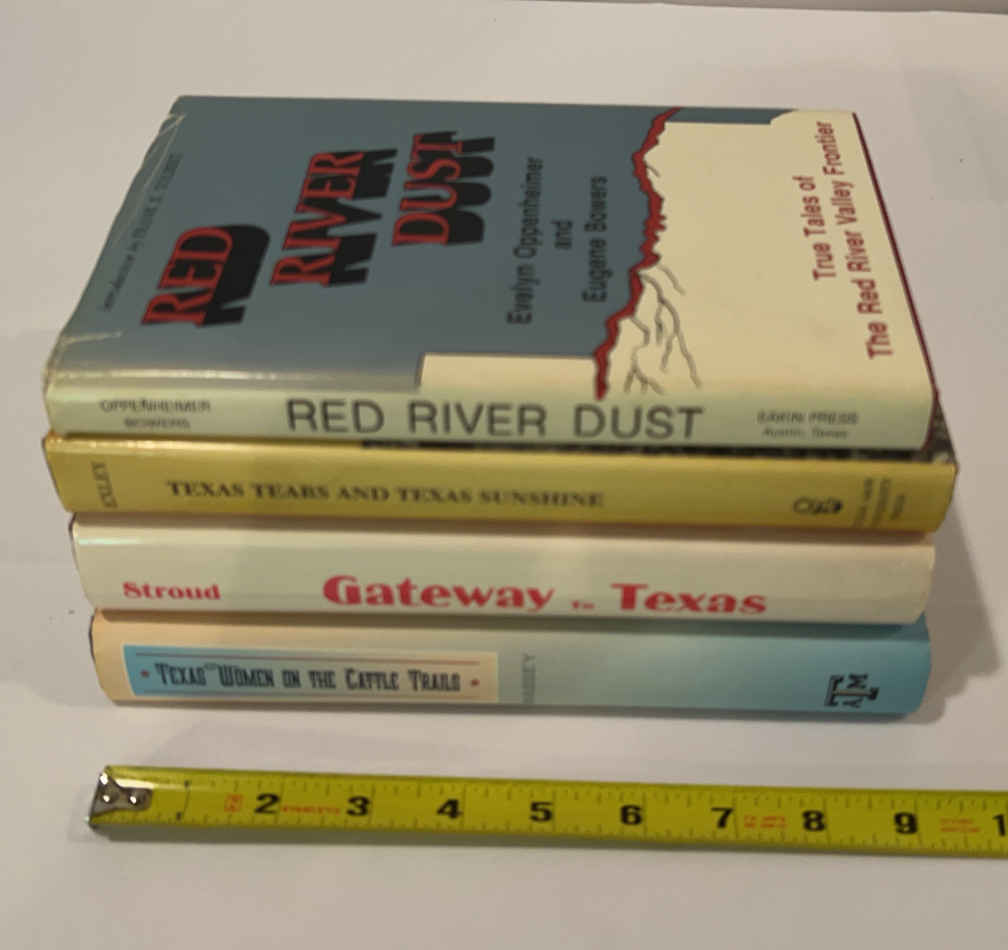 RED
RIVER
DUST
Evelyn Oppenheimer
and
Eugene Bowers
True Tales of
The Red River Valley Frontier
OPPENHEIMER
BOWERS
RED RIVER DUST
EAKIN PRESS
Austin, Texas
EXLEY
TEXAS TEARS AND TEXAS SUNSHINE
Stroud
Gateway To Texas
TEXAS WOMEN ON THE CATTLE TRAILS
TAM
2 3 4 5 6 7 8 9 1